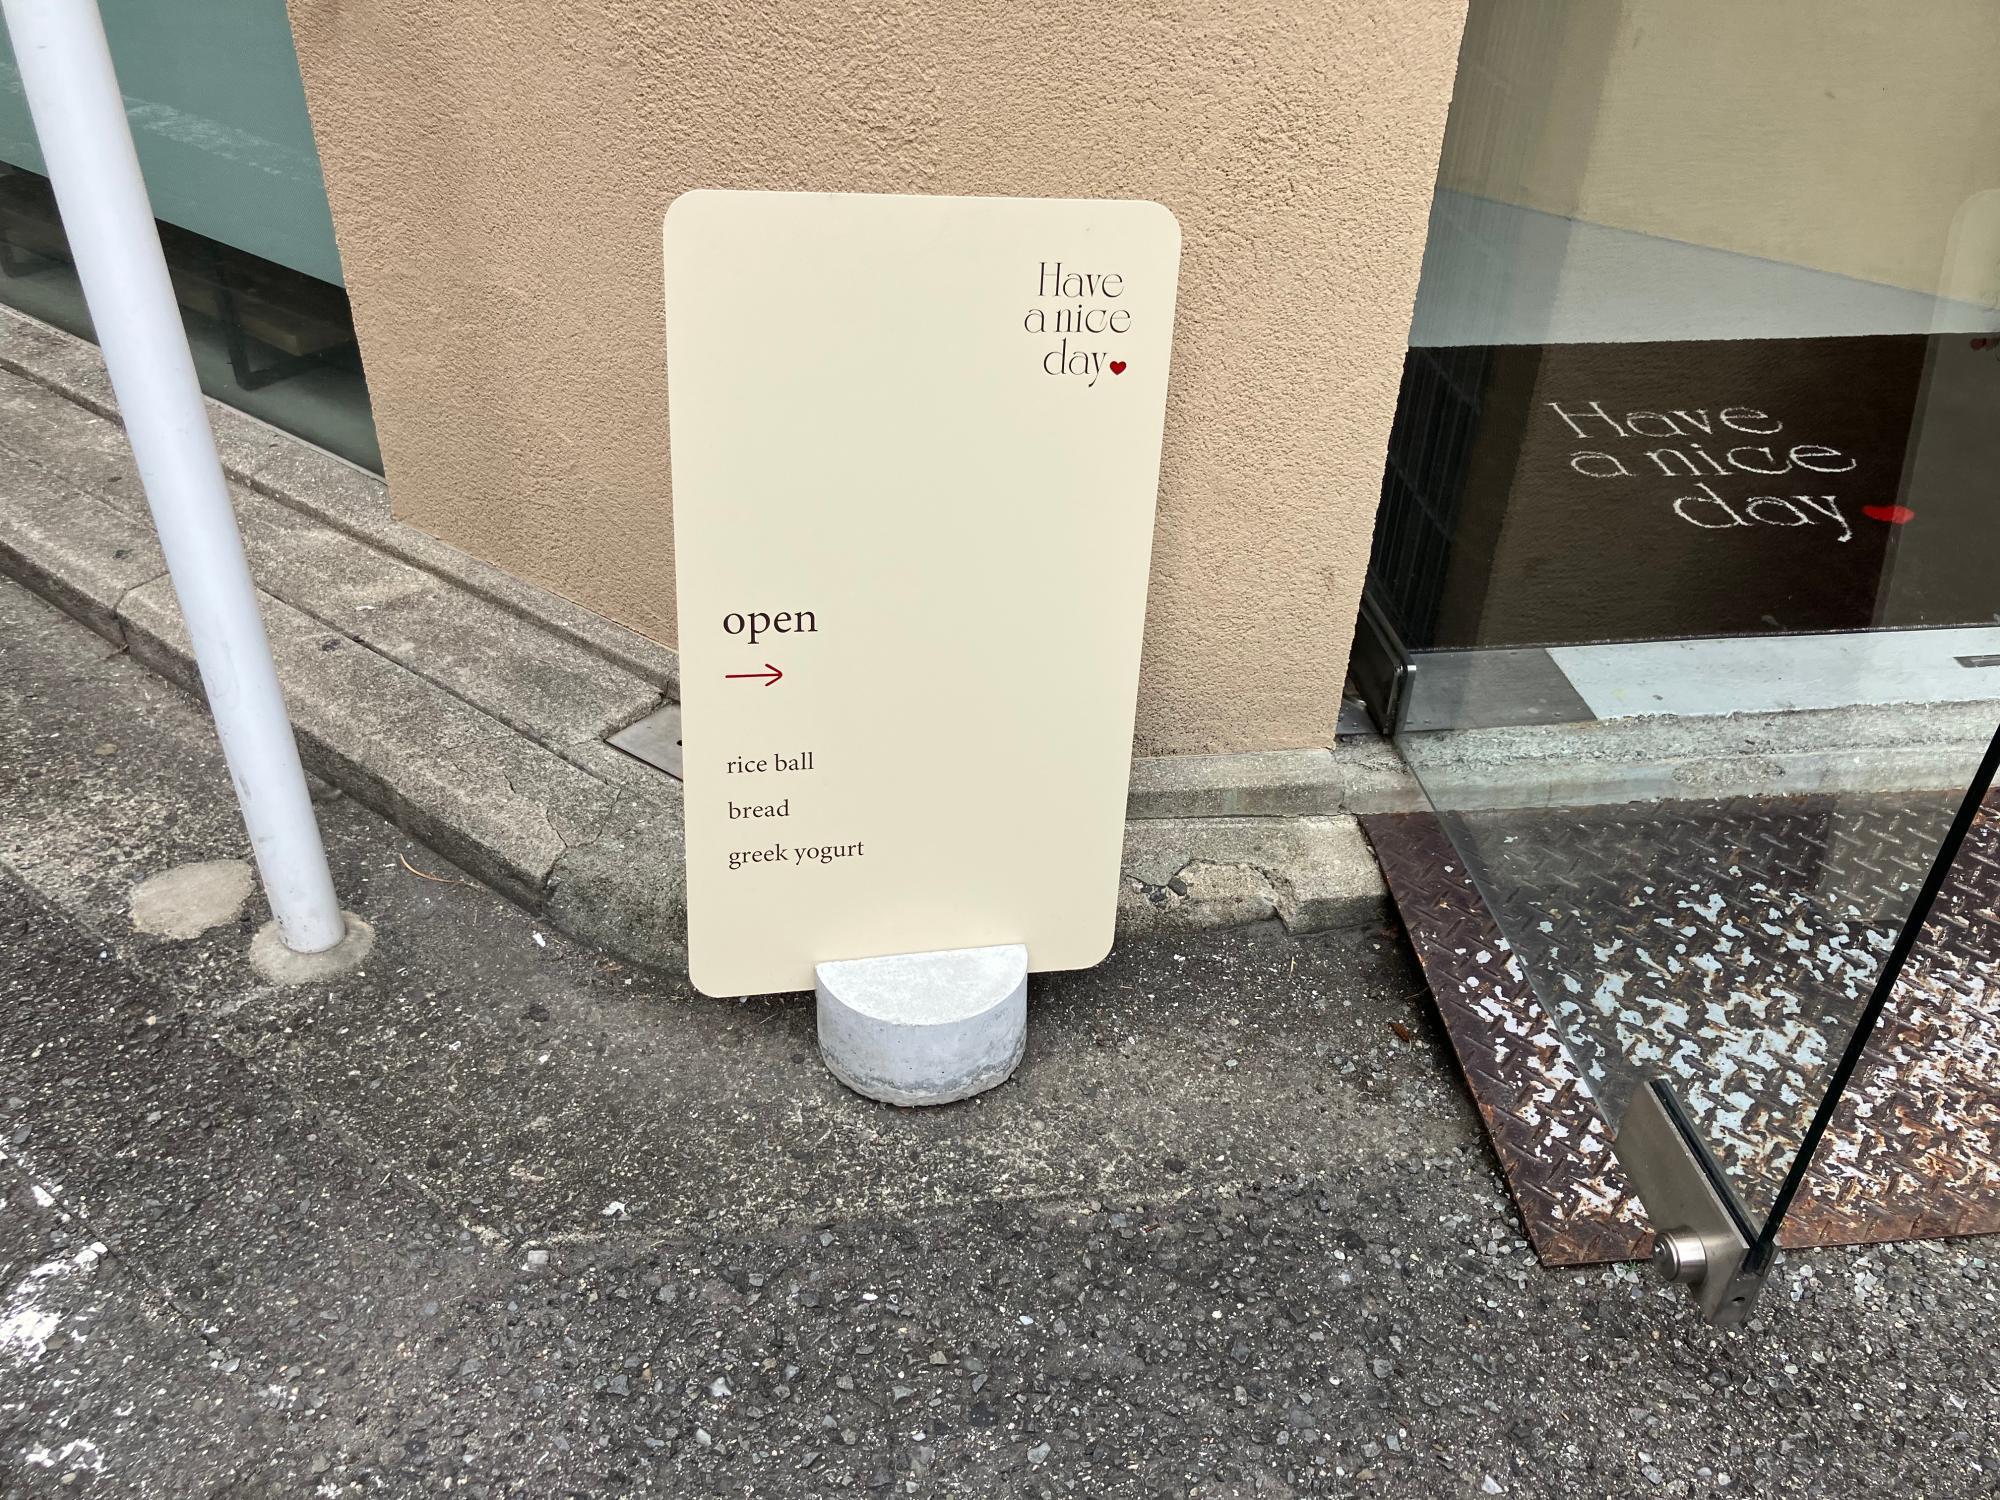 Have
a nice
day
open
rice ball
bread
greek yogurt
Have
a nice
day